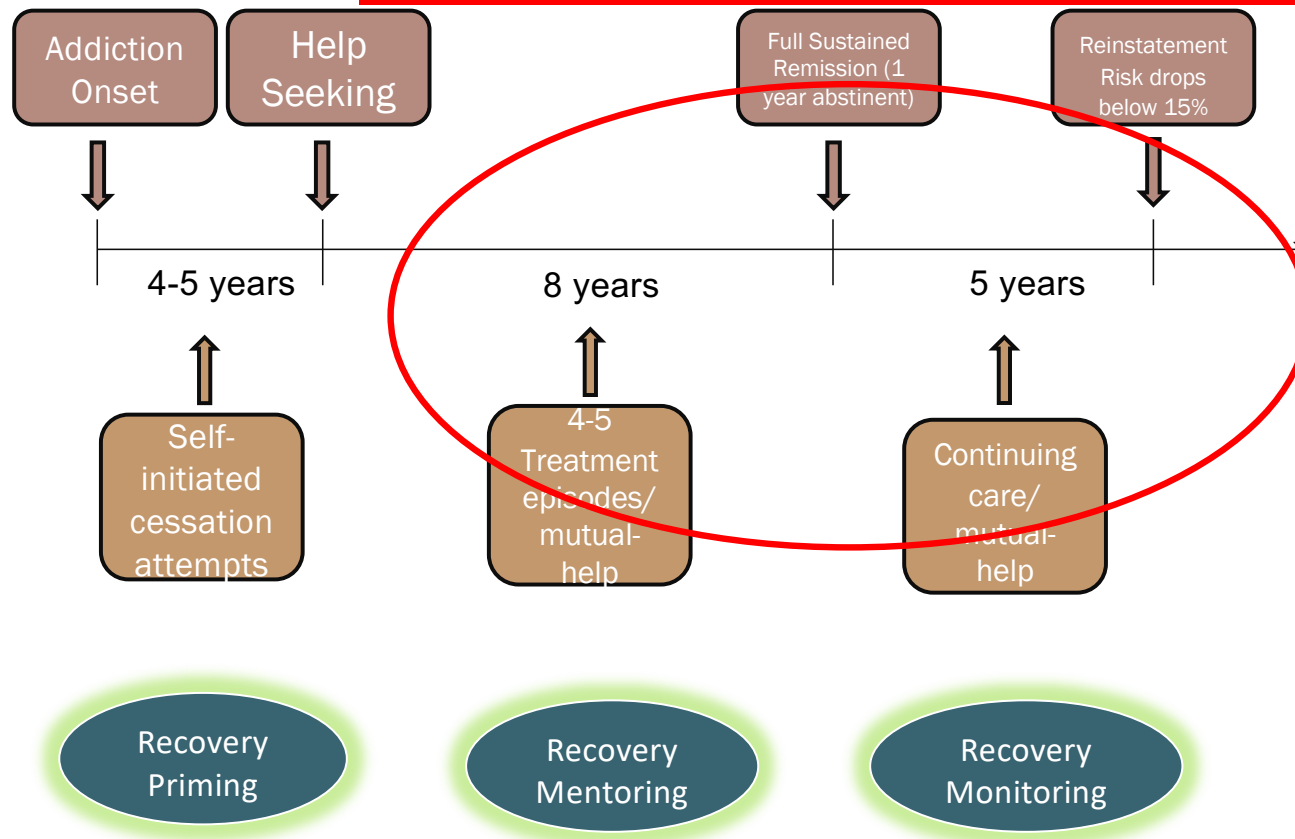 Addiction
Onset
Help
Seeking
Full Sustained
Remission (1
year abstinent)
Reinstatement
Risk drops
below 15%
4-5 years
8 years
5 years
Self-
initiated
cessation
attempts
4-5
Treatment
episodes/
mutual-
help
Continuing
care/
mutual-
help
Recovery
Priming
Recovery
Mentoring
Recovery
Monitoring